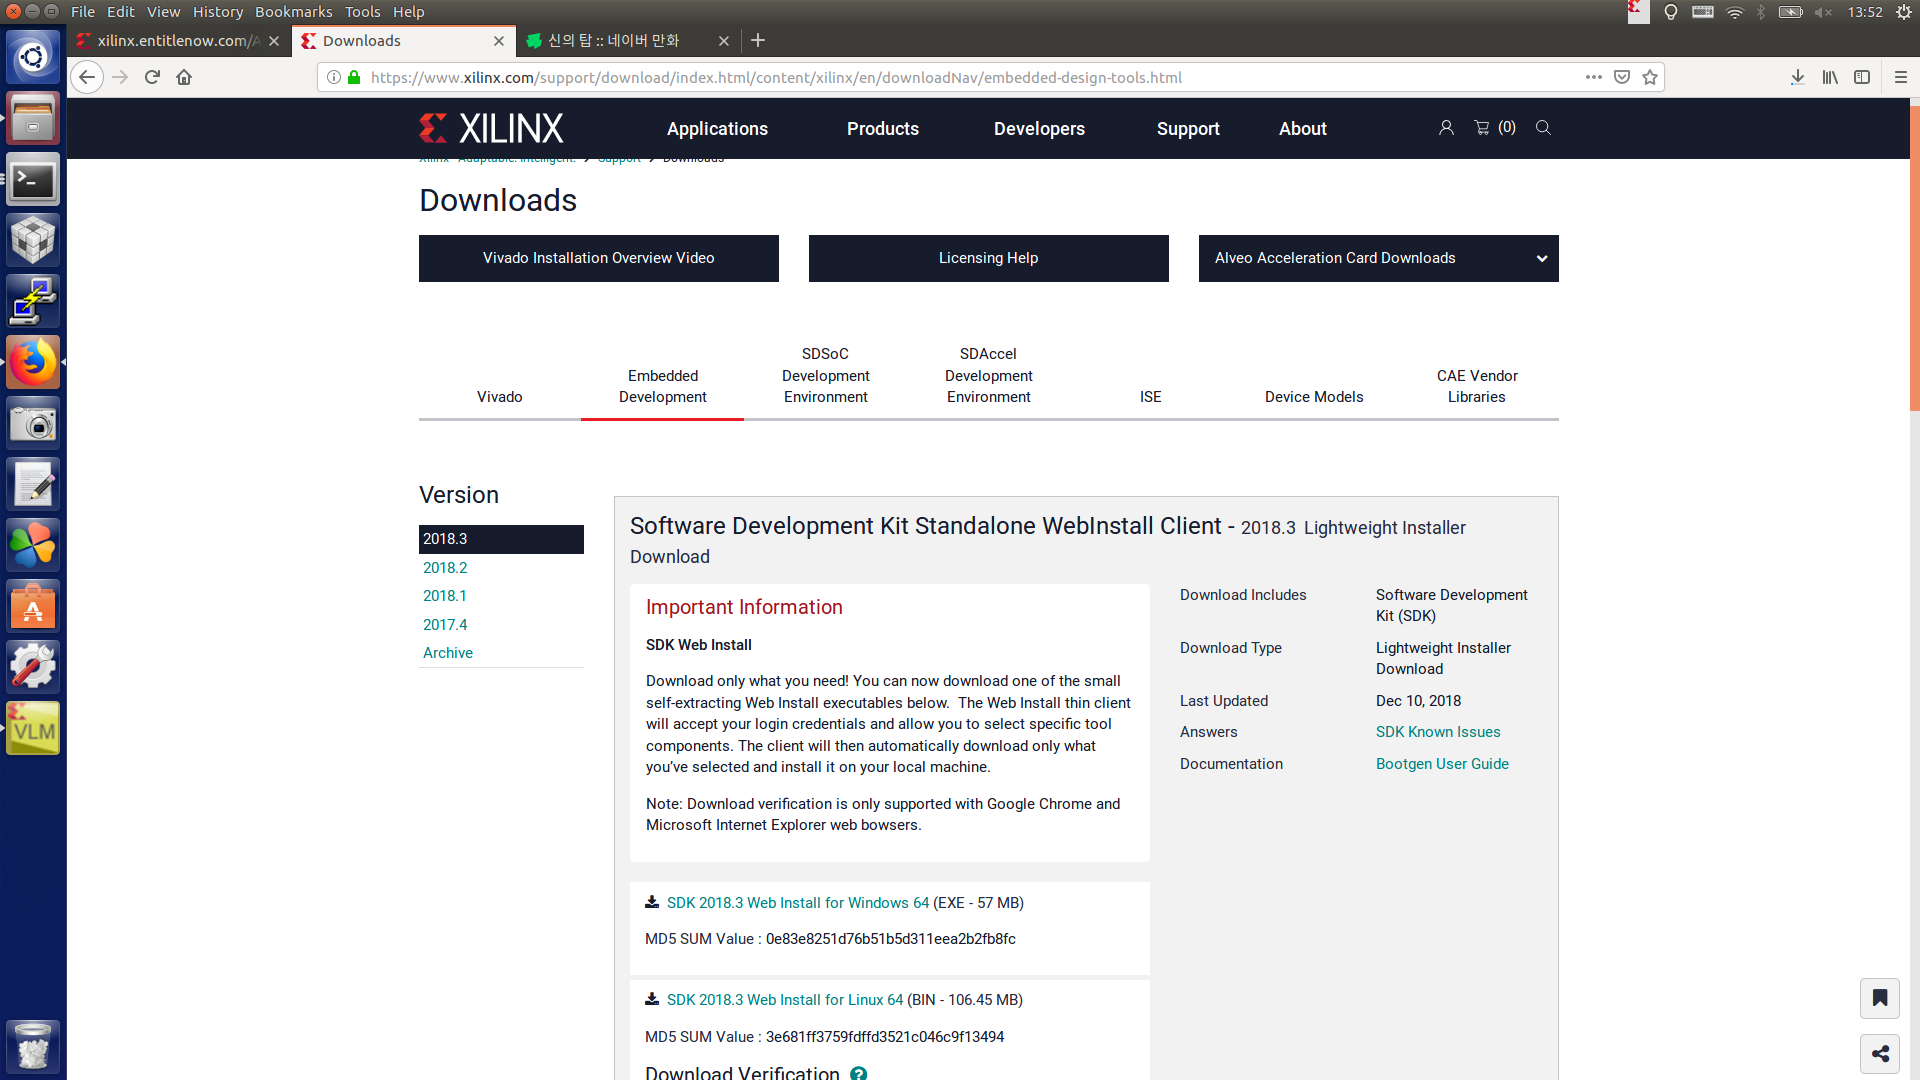 File Edit View History Bookmarks Tools Help
13:52
xilinx.entitlenow.com/A
Downloads
신의 탑 :: 네이버 만화
https://www.xilinx.com/support/download/index.html/content/xilinx/en/downloadNav/embedded-design-tools.html
XILINX
Applications
Products
Developers
Support
About
(0)
Xilinx - Adaptable. Intelligent. > Support > Downloads
Downloads
Vivado Installation Overview Video
Licensing Help
Alveo Acceleration Card Downloads
Vivado
Embedded
Development
SDSoC
Development
Environment
SDAccel
Development
Environment
ISE
Device Models
CAE Vendor
Libraries
Version
2018.3
2018.2
2018.1
2017.4
Archive
Software Development Kit Standalone WebInstall Client - 2018.3 Lightweight Installer
Download
Important Information
SDK Web Install
Download only what you need! You can now download one of the small
self-extracting Web Install executables below. The Web Install thin client
will accept your login credentials and allow you to select specific tool
components. The client will then automatically download only what
you've selected and install it on your local machine.
Note: Download verification is only supported with Google Chrome and
Microsoft Internet Explorer web bowsers.
Download Includes
Software Development
Kit (SDK)
Download Type
Lightweight Installer
Download
Last Updated
Dec 10, 2018
Answers
SDK Known Issues
Documentation
Bootgen User Guide
SDK 2018.3 Web Install for Windows 64 (EXE - 57 MB)
MD5 SUM Value : 0e83e8251d76b51b5d311eea2b2fb8fc
SDK 2018.3 Web Install for Linux 64 (BIN - 106.45 MB)
MD5 SUM Value : 3e681ff3759fdffd3521c046c9f13494
Download Verification ?
VLM